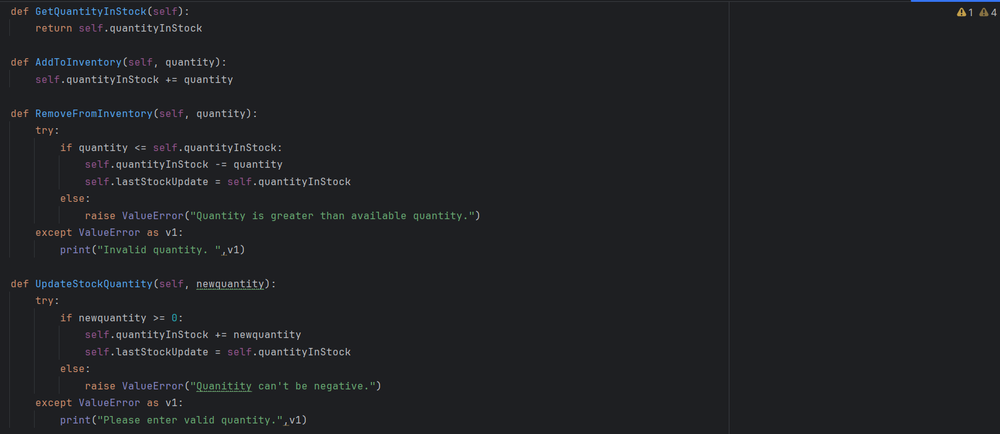 def GetQuantityInStock(self):
    return self.quantityInStock

def AddToInventory(self, quantity):
    self.quantityInStock += quantity

def RemoveFromInventory(self, quantity):
    try:
        if quantity <= self.quantityInStock:
            self.quantityInStock -= quantity
            self.lastStockUpdate = self.quantityInStock
        else:
            raise ValueError("Quantity is greater than available quantity.")
    except ValueError as v1:
        print("Invalid quantity. ",v1)

def UpdateStockQuantity(self, newquantity):
    try:
        if newquantity >= 0:
            self.quantityInStock += newquantity
            self.lastStockUpdate = self.quantityInStock
        else:
            raise ValueError("Quanitity can't be negative.")
    except ValueError as v1:
        print("Please enter valid quantity.",v1)
1 4